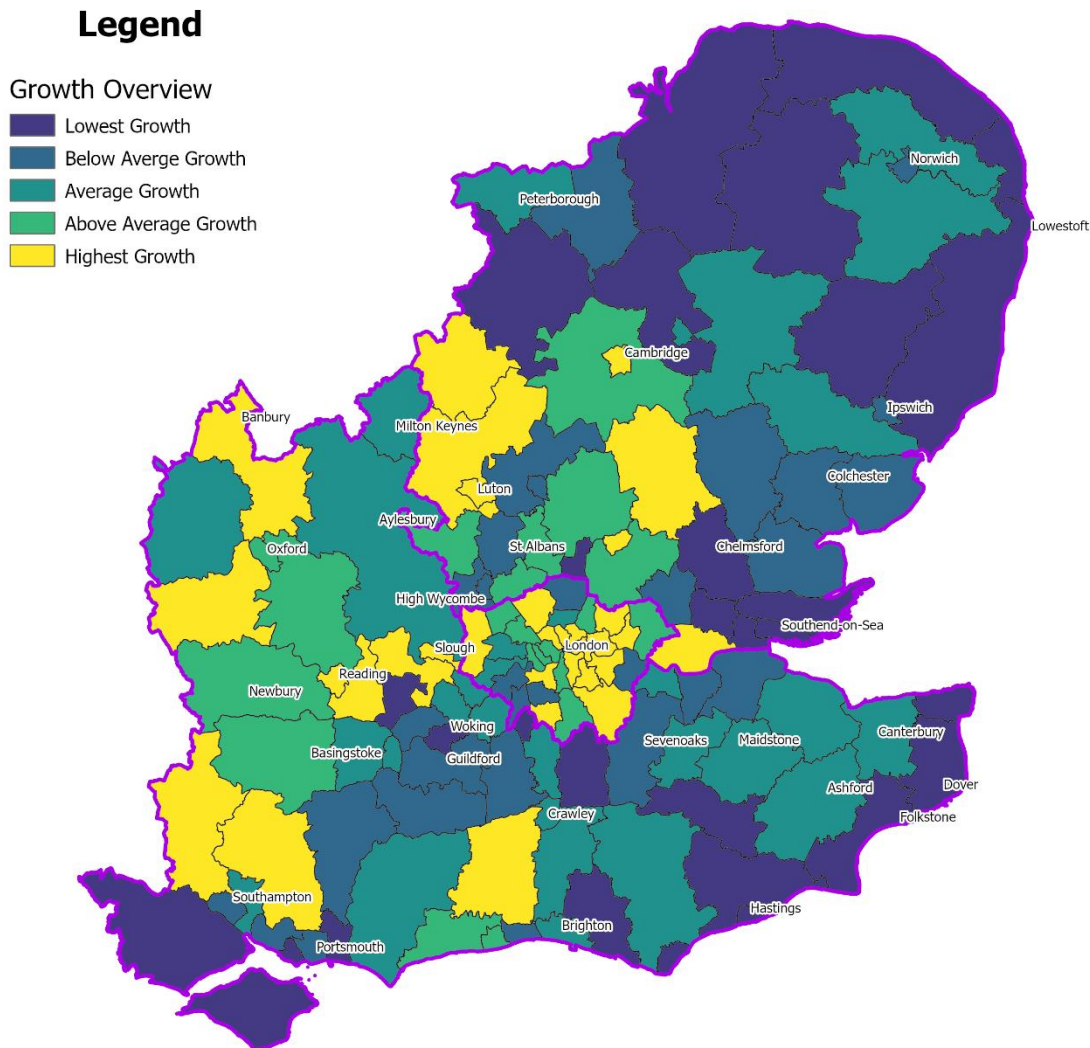 Legend
Growth Overview
Lowest Growth
Below Averge Growth
Average Growth
Above Average Growth
Highest Growth
Norwich
Peterborough
Lowestoft
Cambridge
Ipswich
Banbury
Milton Keynes
Colchester
Luton
Aylesbury
Oxford
St Albans
Chelmsford
High Wycombe
Southend-on-Sea
Slough
London
Reading
Newbury
Woking
Sevenoaks
Maidstone
Canterbury
Basingstoke
Guildford
Dover
Ashford
Crawley
Folkstone
Southampton
Hastings
Brighton
Portsmouth